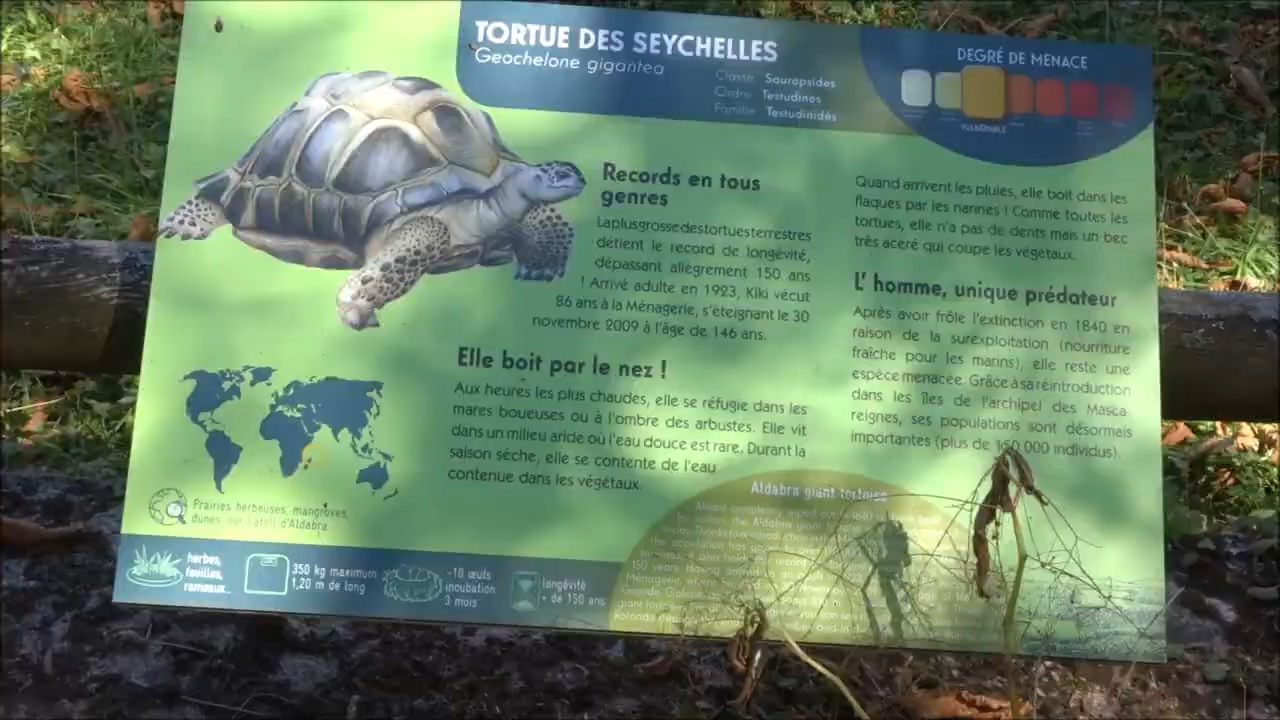 TORTUE DES SEYCHELLES
Geochelone gigantea
Classe Sauropsides
Ordre Testudines
Famille Testudinidés
DEGRÉ DE MENACE
VULNÉRABLE
Records en tous
genres
La plus grosse des tortues terrestres
détient le record de longévité,
dépassant allègrement 150 ans
! Arrivé adulte en 1923, Kiki vécut
86 ans à la Ménagerie, s'éteignant le 30
novembre 2009 à l'âge de 146 ans.
Elle boit par le nez !
Aux heures les plus chaudes, elle se réfugie dans les
mares boueuses ou à l'ombre des arbustes. Elle vit
dans un milieu aride où l'eau douce est rare. Durant la
saison sèche, elle se contente de l'eau
contenue dans les végétaux.
Quand arrivent les pluies, elle boit dans les
flaques par les narines ! Comme toutes les
tortues, elle n'a pas de dents mais un bec
très acéré qui coupe les végétaux.
L' homme, unique prédateur
Après avoir frôlé l'extinction en 1840 en
raison de la surexploitation (nourriture
fraîche pour les marins), elle reste une
espèce menacée. Grâce à sa réintroduction
dans les îles de l'archipel des Masca-
reignes, ses populations sont désormais
importantes (plus de 150 000 individus).
Prairies herbeuses, mangroves,
dunes, sur l'atoll d'Aldabra
herbes,
feuilles,
rameaux...
350 kg maximum
1,20 m de long
~10 œufs
incubation
3 mois
longévité
+ de 150 ans
Aldabra giant tortoise